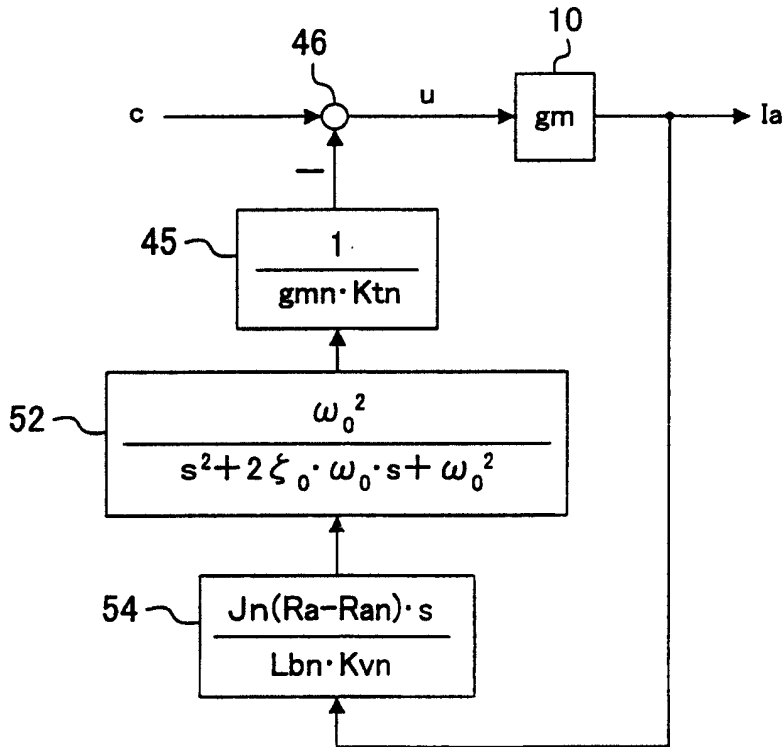 46
10
c
u
gm
Ia
−
45
1
gmn·Ktn
52
ω₀²
s²+2ζ₀·ω₀·s+ω₀²
54
Jn(Ra−Ran)·s
Lbn·Kvn